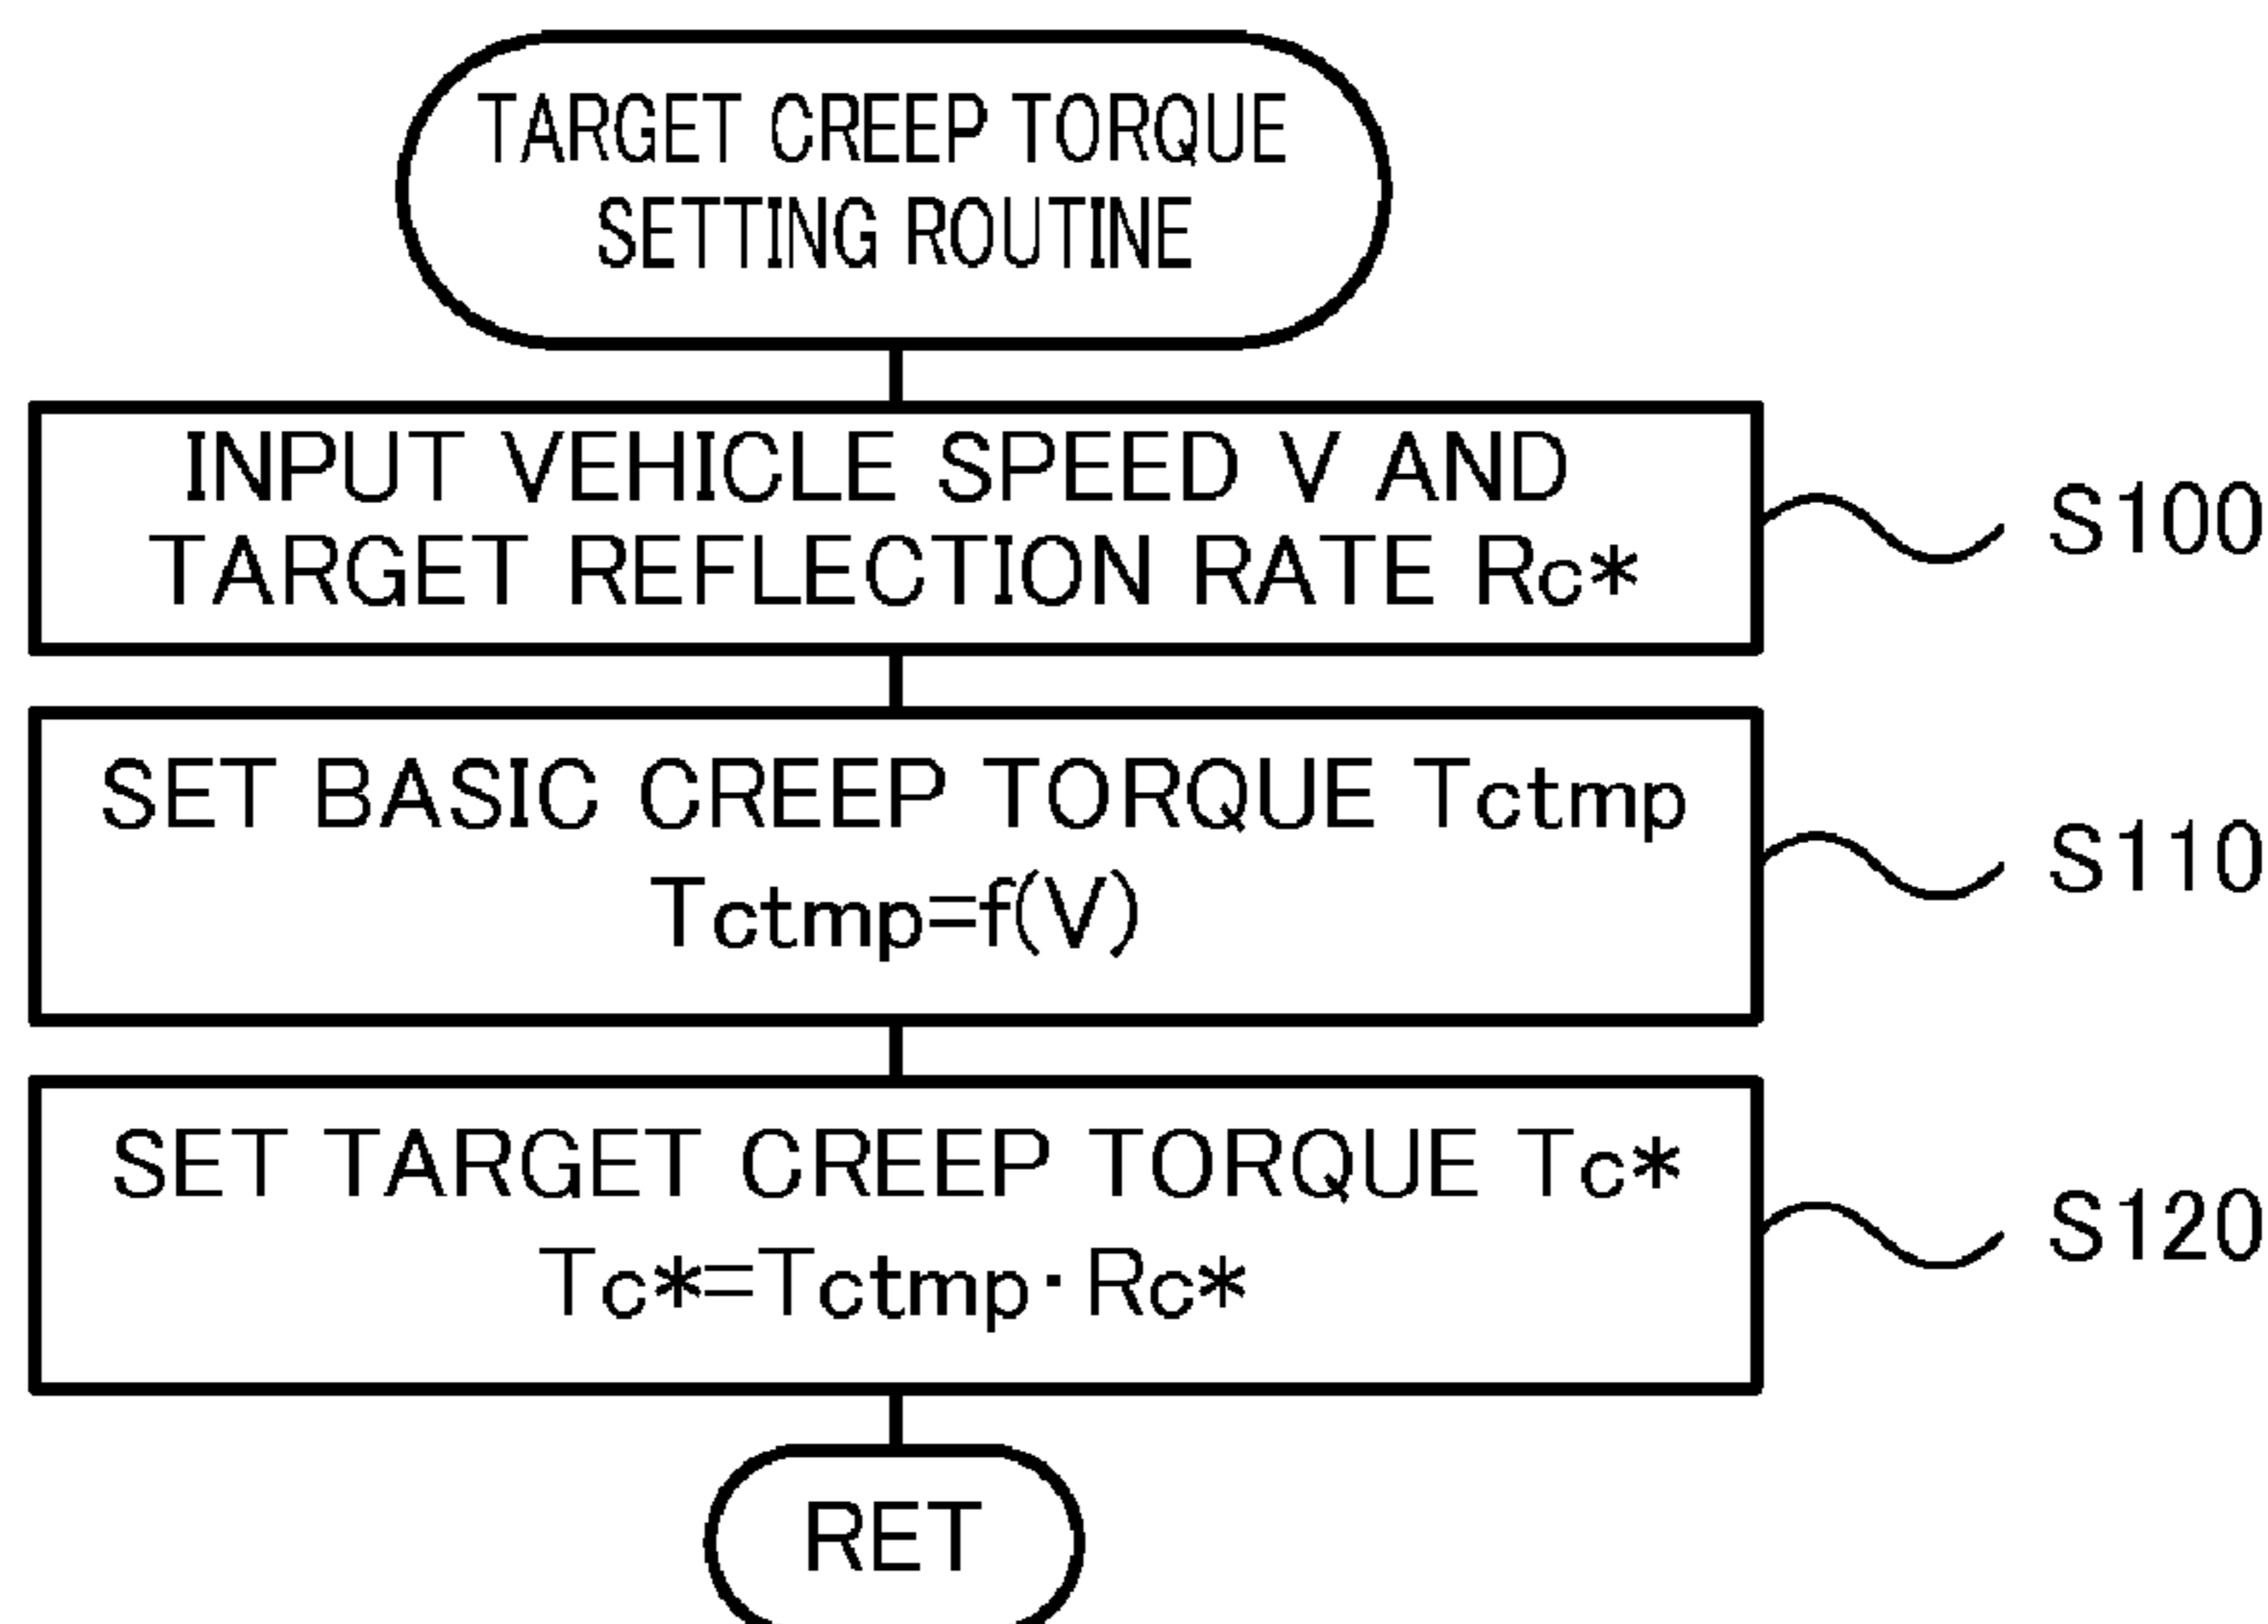 TARGET CREEP TORQUE
SETTING ROUTINE
INPUT VEHICLE SPEED V AND
TARGET REFLECTION RATE Rc*
S100
SET BASIC CREEP TORQUE Tctmp
Tctmp=f(V)
S110
SET TARGET CREEP TORQUE Tc*
Tc*=Tctmp·Rc*
S120
RET